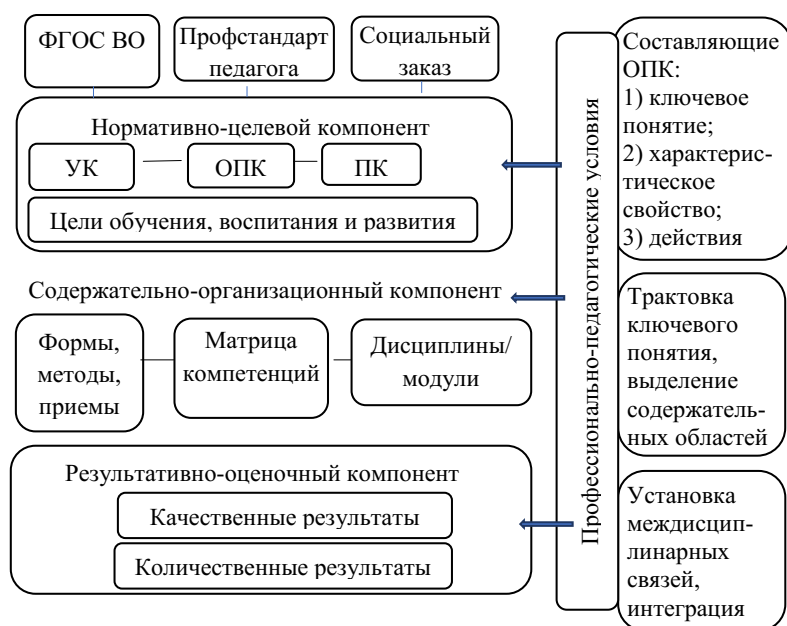 ФГОС ВО
Профстандарт
педагога
Социальный
заказ
Нормативно-целевой компонент
УК
ОПК
ПК
Цели обучения, воспитания и развития
Содержательно-организационный компонент
Формы,
методы,
приемы
Матрица
компетенций
Дисциплины/
модули
Результативно-оценочный компонент
Качественные результаты
Количественные результаты
Профессионально-педагогические условия
Составляющие
ОПК:
1) ключевое
понятие;
2) характерис-
тическое
свойство;
3) действия
Трактовка
ключевого
понятия,
выделение
содержатель-
ных областей
Установка
междисцип-
линарных
связей,
интеграция